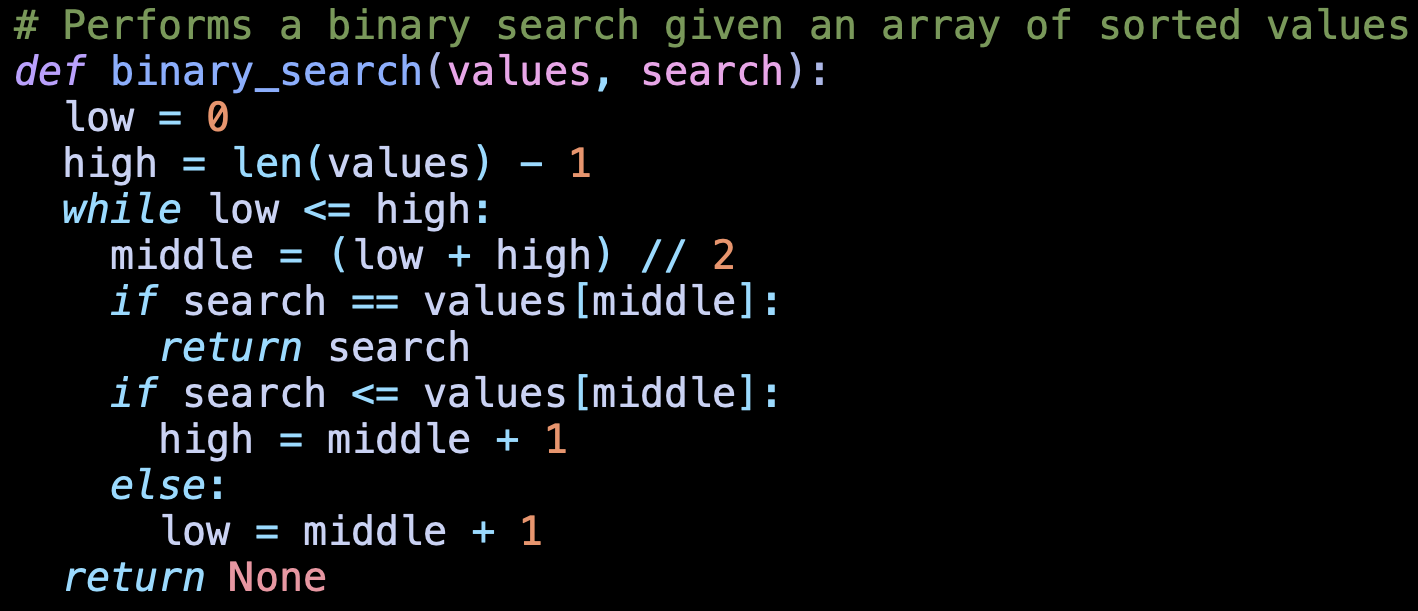 # Performs a binary search given an array of sorted values
def binary_search(values, search):
  low = 0
  high = len(values) - 1
  while low <= high:
    middle = (low + high) // 2
    if search == values[middle]:
      return search
    if search <= values[middle]:
      high = middle + 1
    else:
      low = middle + 1
  return None